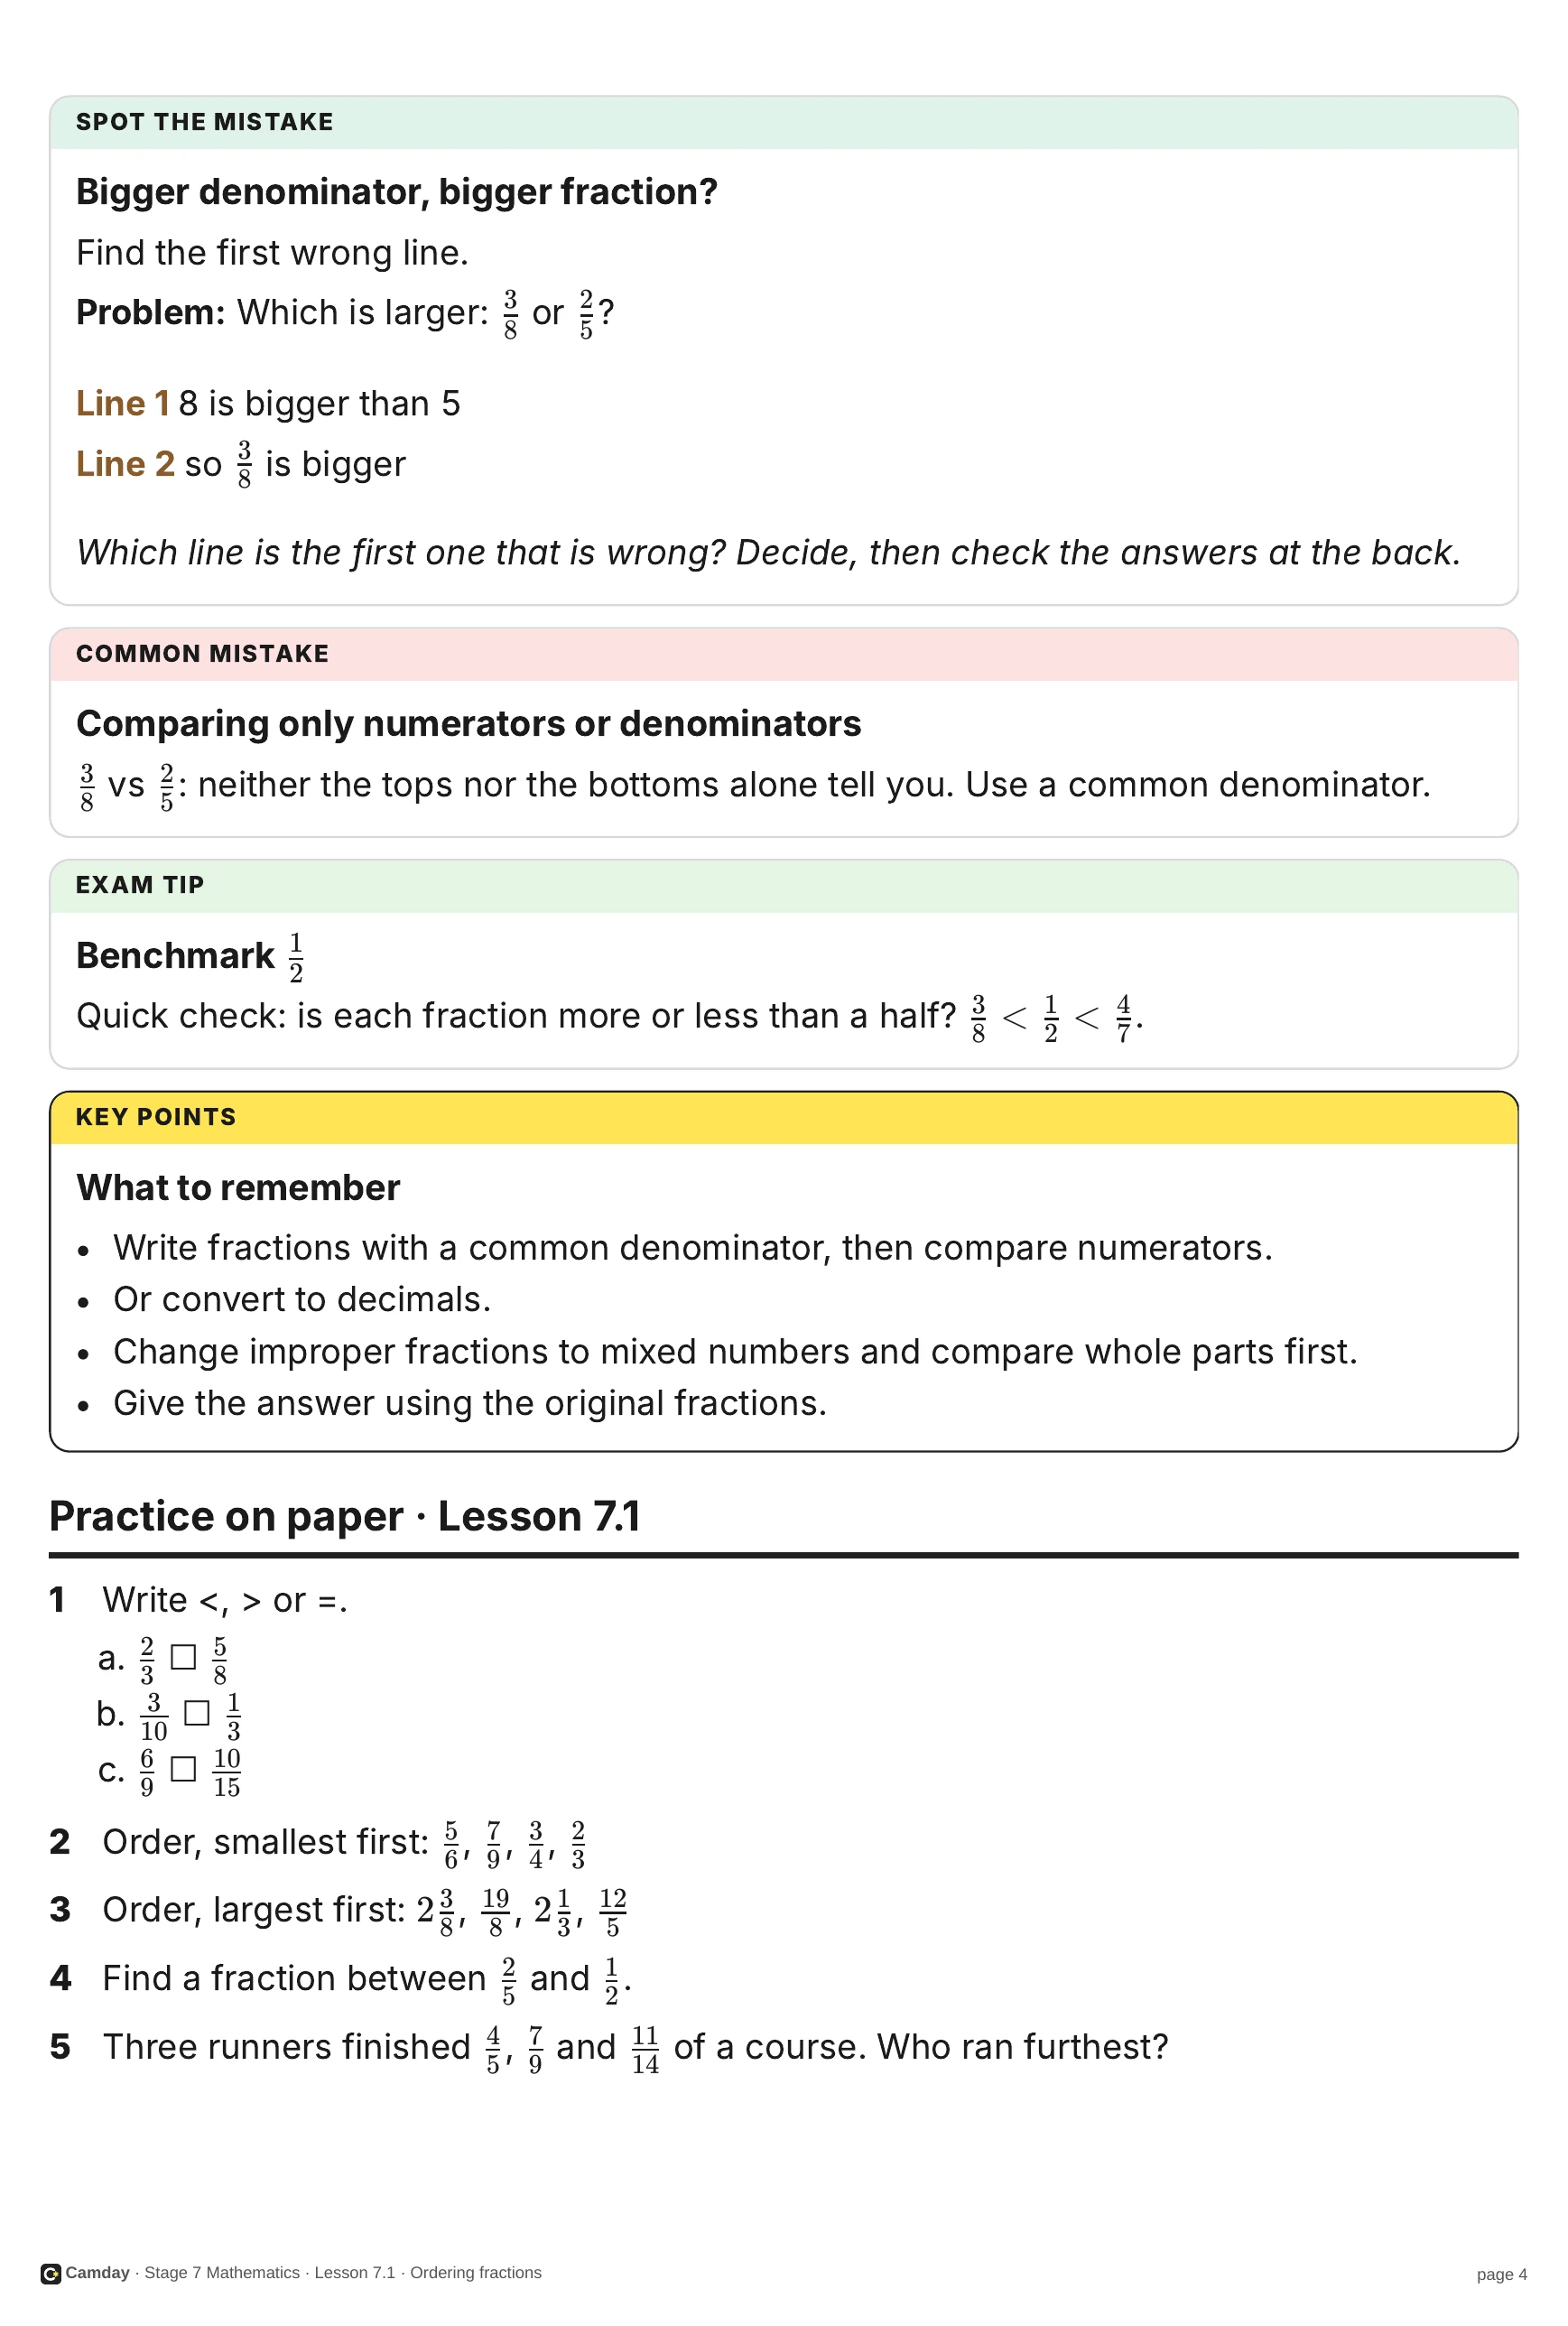 SPOT THE MISTAKE
Bigger denominator, bigger fraction?
Find the first wrong line.
Problem: Which is larger: 3/8 or 2/5?
Line 1 8 is bigger than 5
Line 2 so 3/8 is bigger
Which line is the first one that is wrong? Decide, then check the answers at the back.
COMMON MISTAKE
Comparing only numerators or denominators
3/8 vs 2/5: neither the tops nor the bottoms alone tell you. Use a common denominator.
EXAM TIP
Benchmark 1/2
Quick check: is each fraction more or less than a half? 3/8 < 1/2 < 4/7.
KEY POINTS
What to remember
• Write fractions with a common denominator, then compare numerators.
• Or convert to decimals.
• Change improper fractions to mixed numbers and compare whole parts first.
• Give the answer using the original fractions.
Practice on paper · Lesson 7.1
1 Write <, > or =.
a. 2/3 □ 5/8
b. 3/10 □ 1/3
c. 6/9 □ 10/15
2 Order, smallest first: 5/6, 7/9, 3/4, 2/3
3 Order, largest first: 2 3/8, 19/8, 2 1/3, 12/5
4 Find a fraction between 2/5 and 1/2.
5 Three runners finished 4/5, 7/9 and 11/14 of a course. Who ran furthest?
Camday · Stage 7 Mathematics · Lesson 7.1 · Ordering fractions
page 4